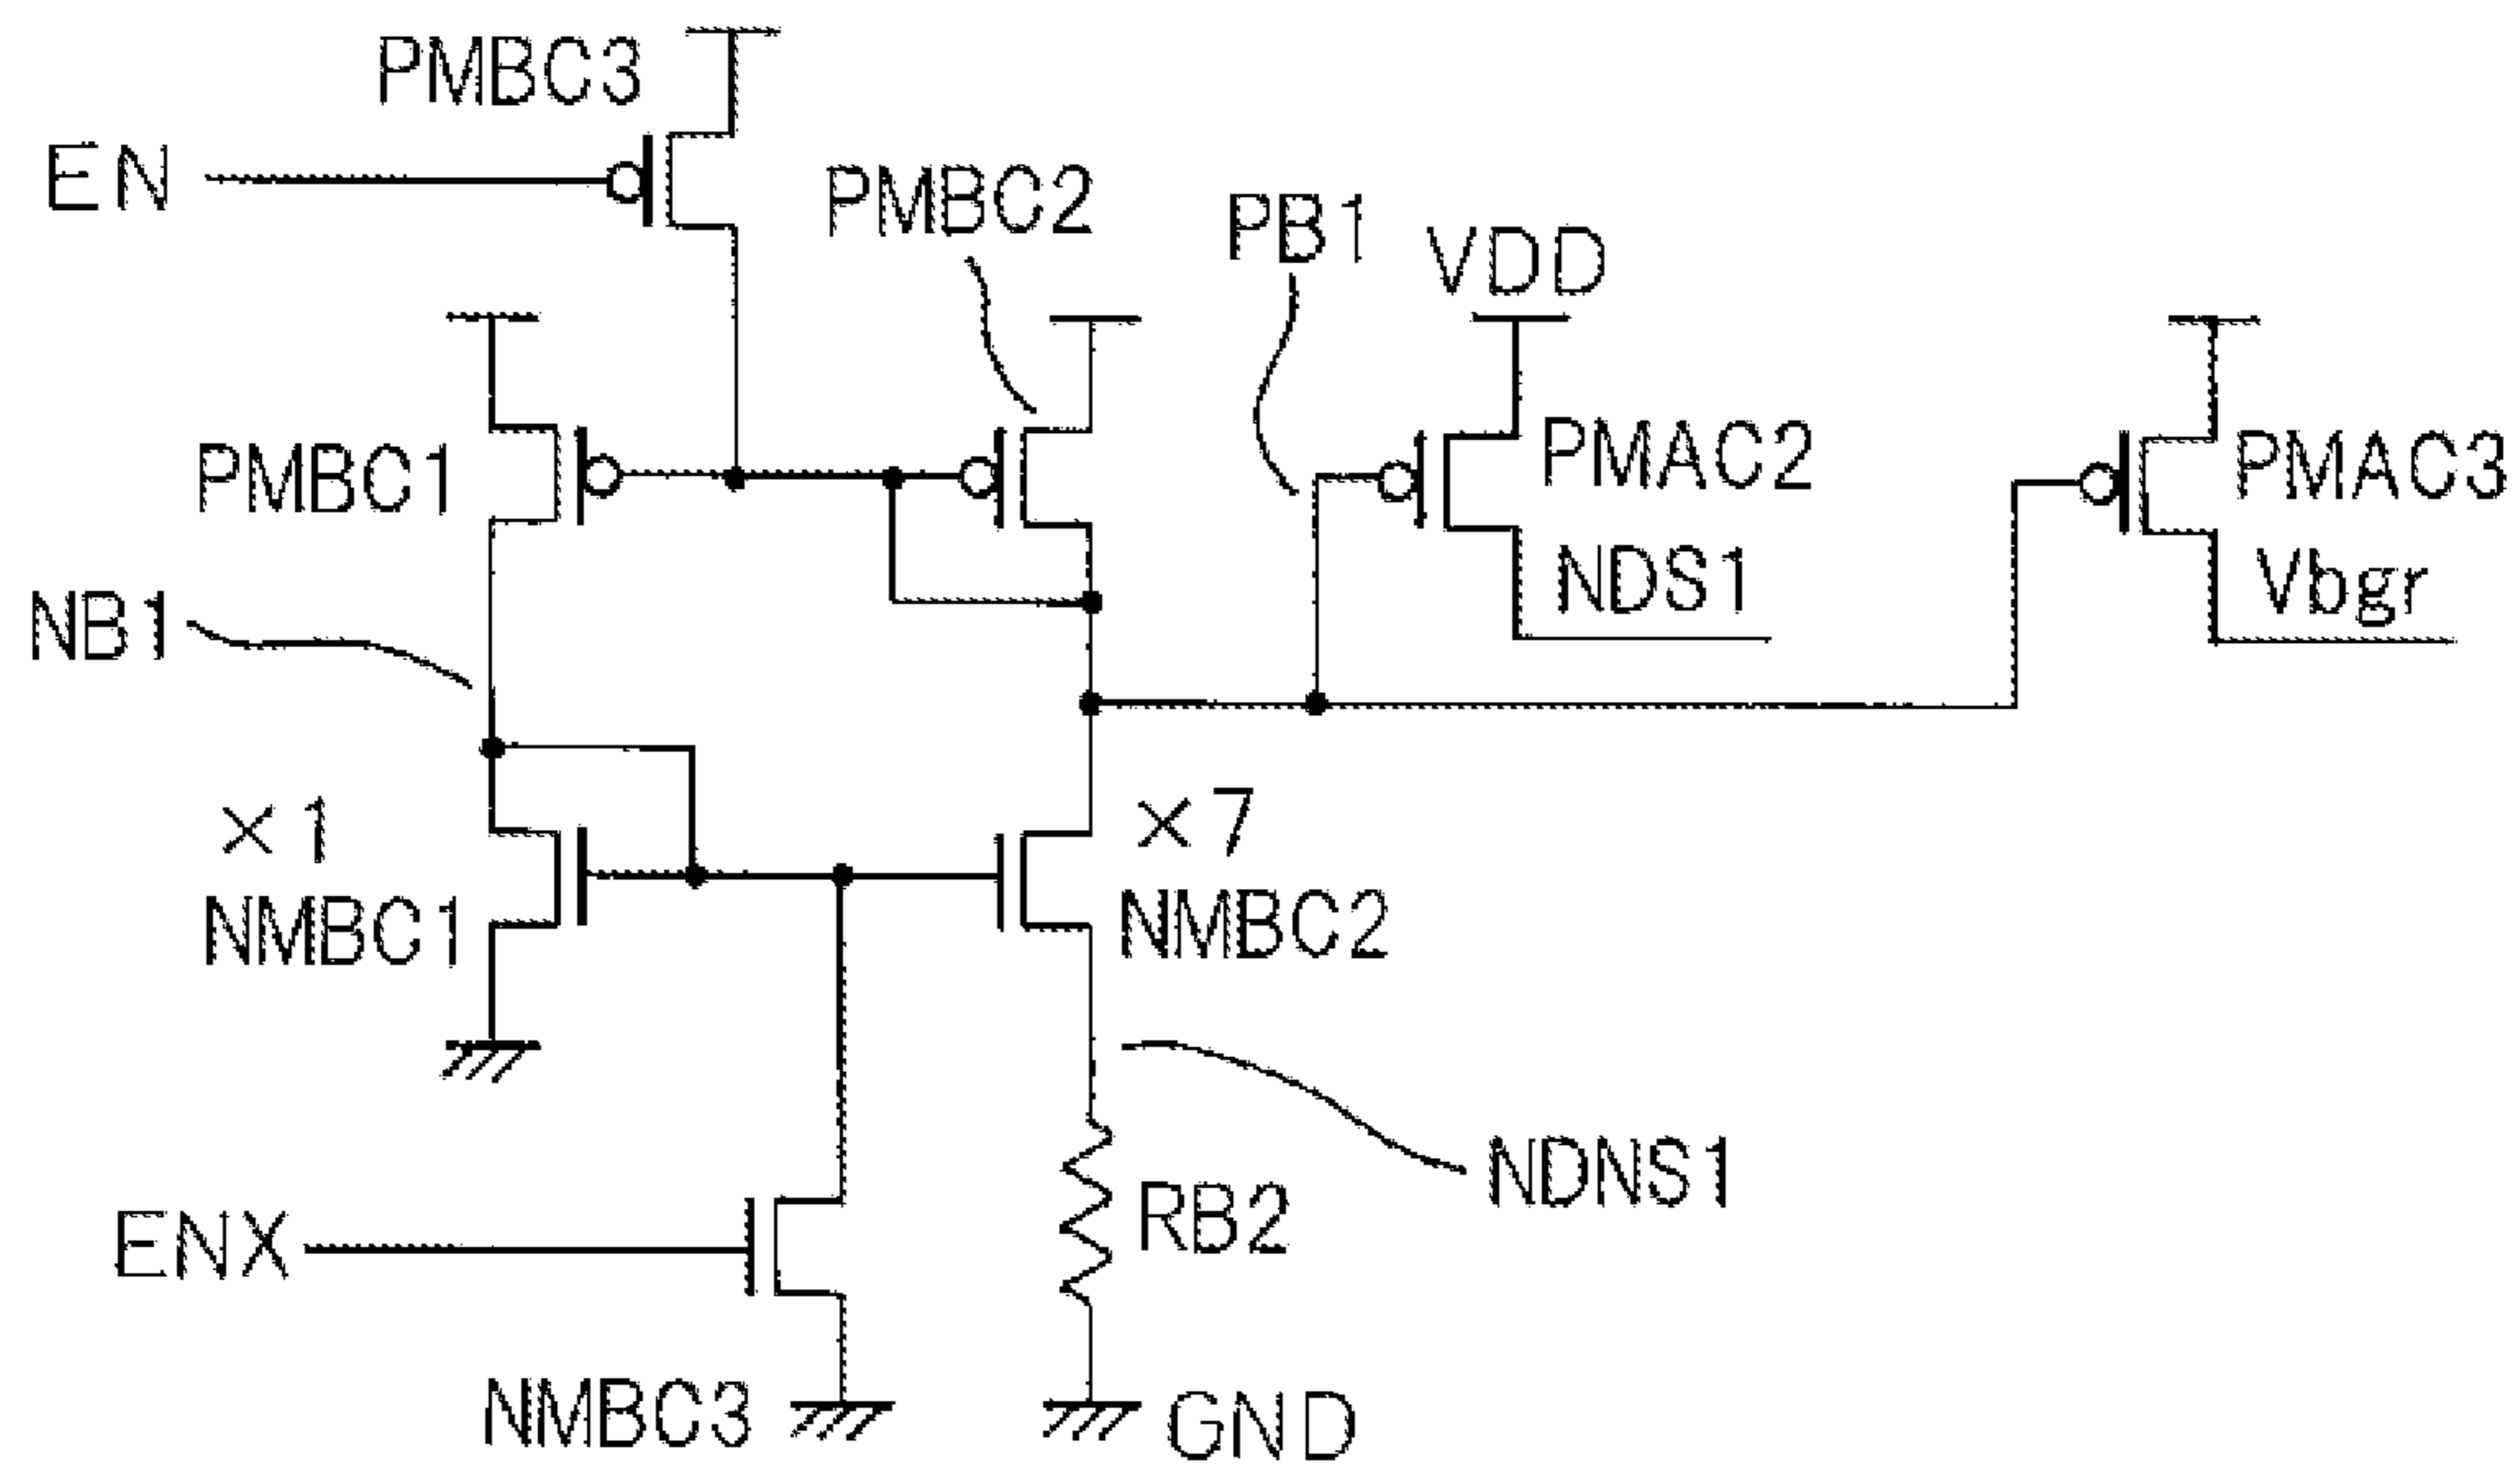 PMBC3
EN
PMBC2
PB1
VDD
PMBC1
PMAC2
PMAC3
NDS1
Vbgr
NB1
×1
×7
NMBC1
NMBC2
NDNS1
RB2
ENX
NMBC3
GND